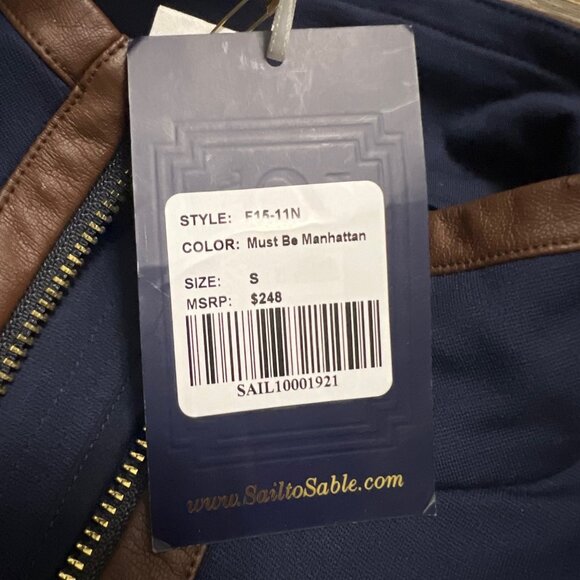 STYLE: F15-11N
COLOR: Must Be Manhattan
SIZE: S
MSRP: $248
SAIL10001921
www.SailtoSable.com